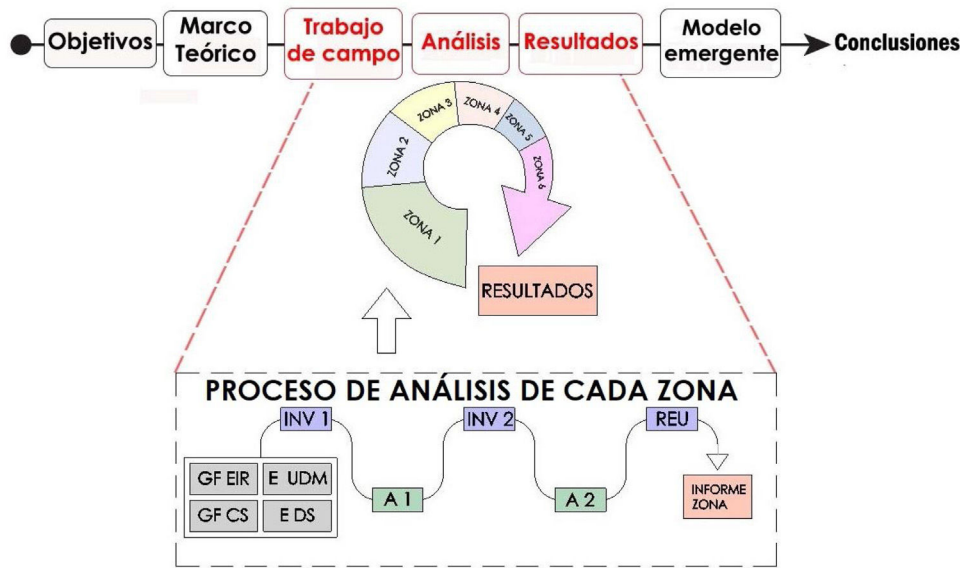 Objetivos
Marco
Teórico
Trabajo
de campo
Análisis
Resultados
Modelo
emergente
Conclusiones
ZONA 1
ZONA 2
ZONA 3
ZONA 4
ZONA 5
ZONA 6
RESULTADOS
PROCESO DE ANÁLISIS DE CADA ZONA
INV 1
INV 2
REU
GF EIR
E UDM
GF CS
E DS
A 1
A 2
INFORME
ZONA